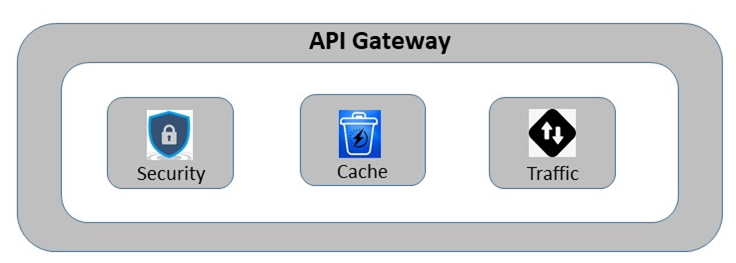 API Gateway
Security
Cache
Traffic